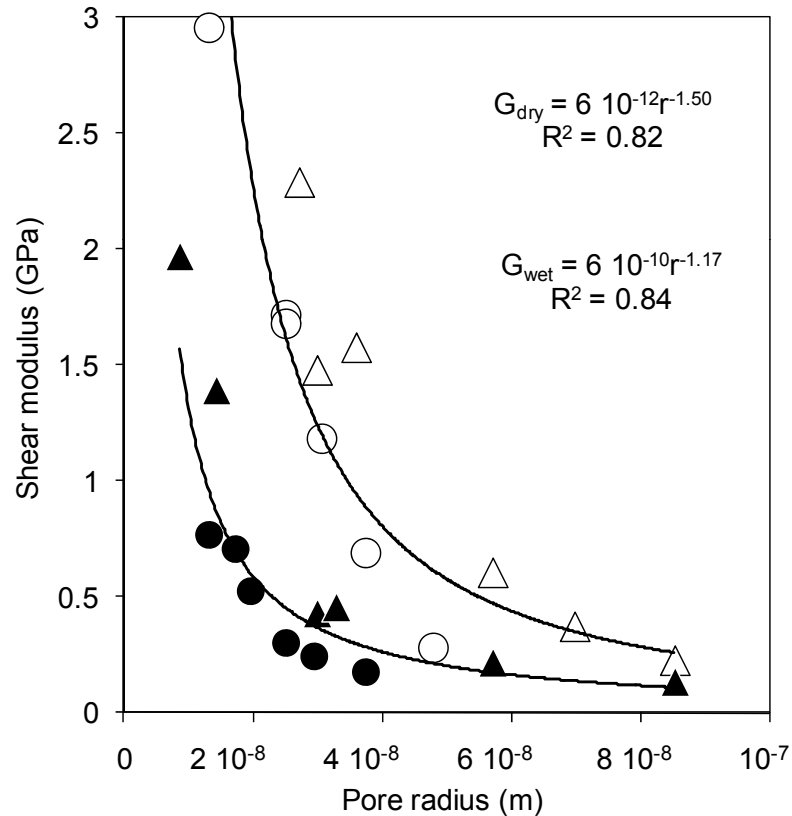 3
2.5
2
1.5
1
0.5
0
Shear modulus (GPa)
G_dry = 6 10^-12 r^-1.50
R² = 0.82
G_wet = 6 10^-10 r^-1.17
R² = 0.84
0 2 10^-8 4 10^-8 6 10^-8 8 10^-8 10^-7
Pore radius (m)